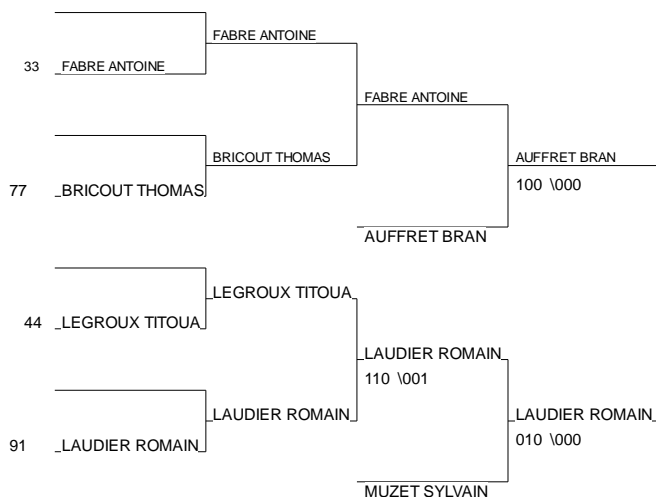 FABRE ANTOINE
33 FABRE ANTOINE
FABRE ANTOINE
BRICOUT THOMAS
AUFFRET BRAN
77 BRICOUT THOMAS
100 \000
AUFFRET BRAN
LEGROUX TITOUA
44 LEGROUX TITOUA
LAUDIER ROMAIN
110 \001
LAUDIER ROMAIN
LAUDIER ROMAIN
91 LAUDIER ROMAIN
010 \000
MUZET SYLVAIN